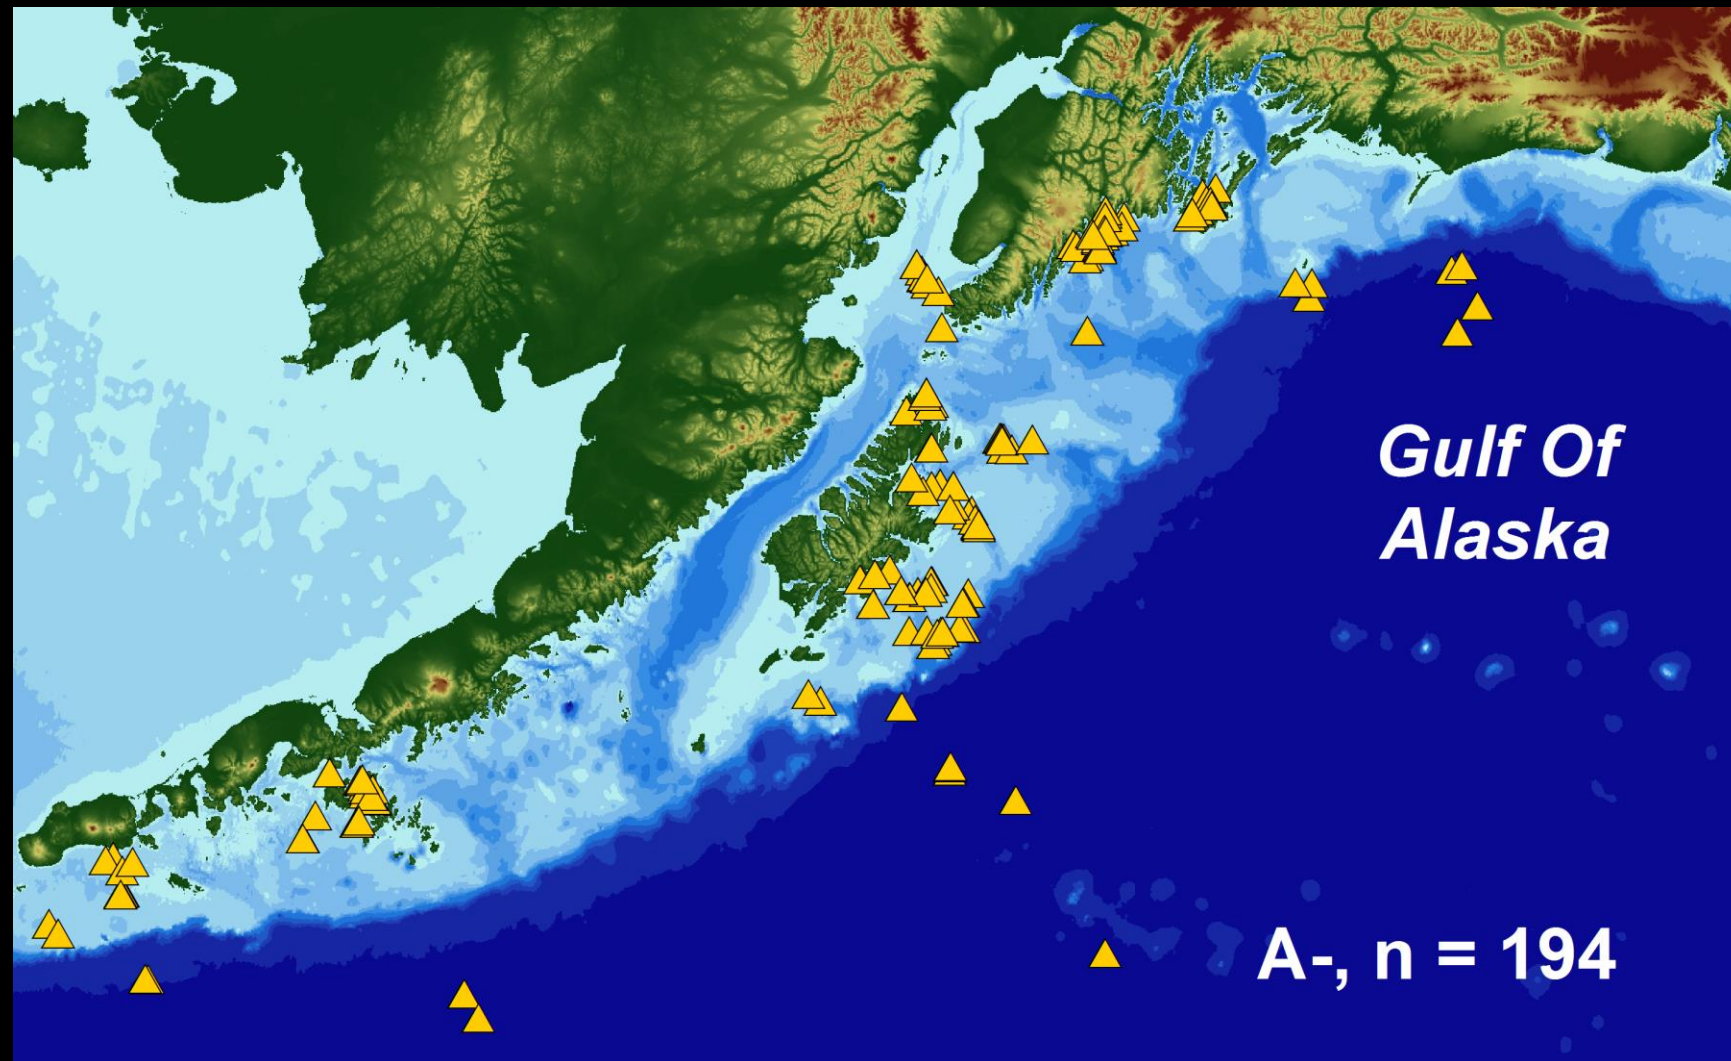 Gulf Of
Alaska
A-, n = 194